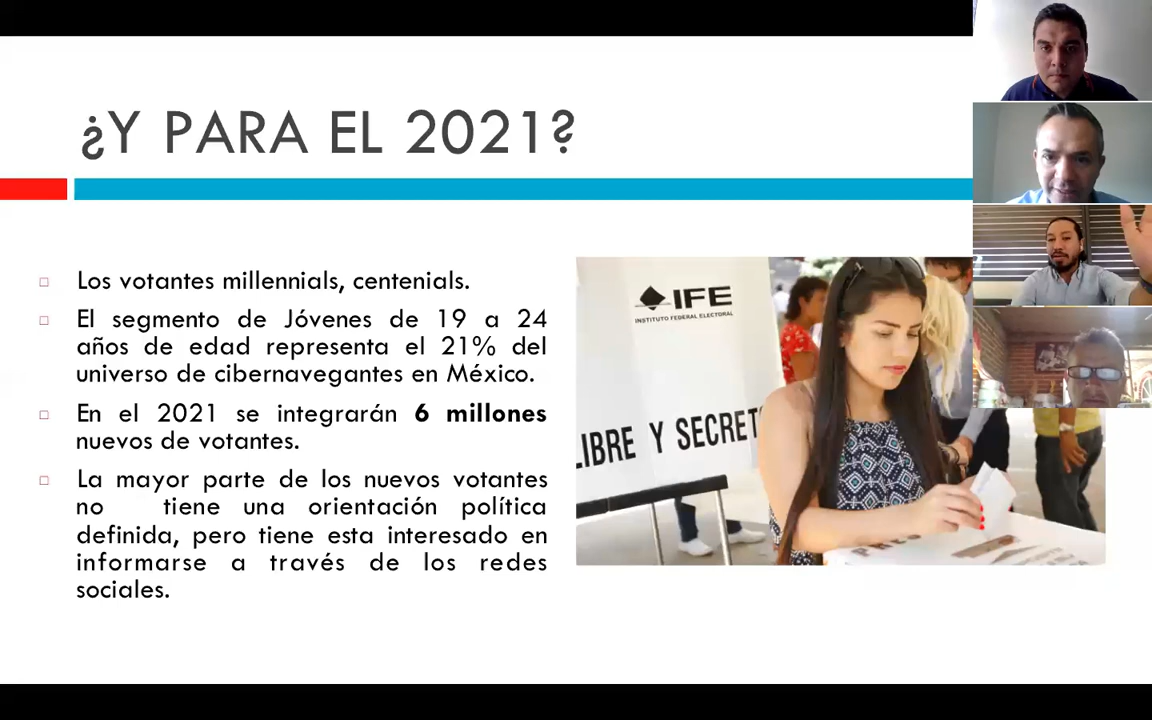 ¿Y PARA EL 2021?
Los votantes millennials, centenials.
El segmento de Jóvenes de 19 a 24
años de edad representa el 21% del
universo de cibernavegantes en México.
En el 2021 se integrarán 6 millones
nuevos de votantes.
La mayor parte de los nuevos votantes
no tiene una orientación política
definida, pero tiene esta interesado en
informarse a través de los redes
sociales.
IFE
INSTITUTO FEDERAL ELECTORAL
LIBRE Y SECRET